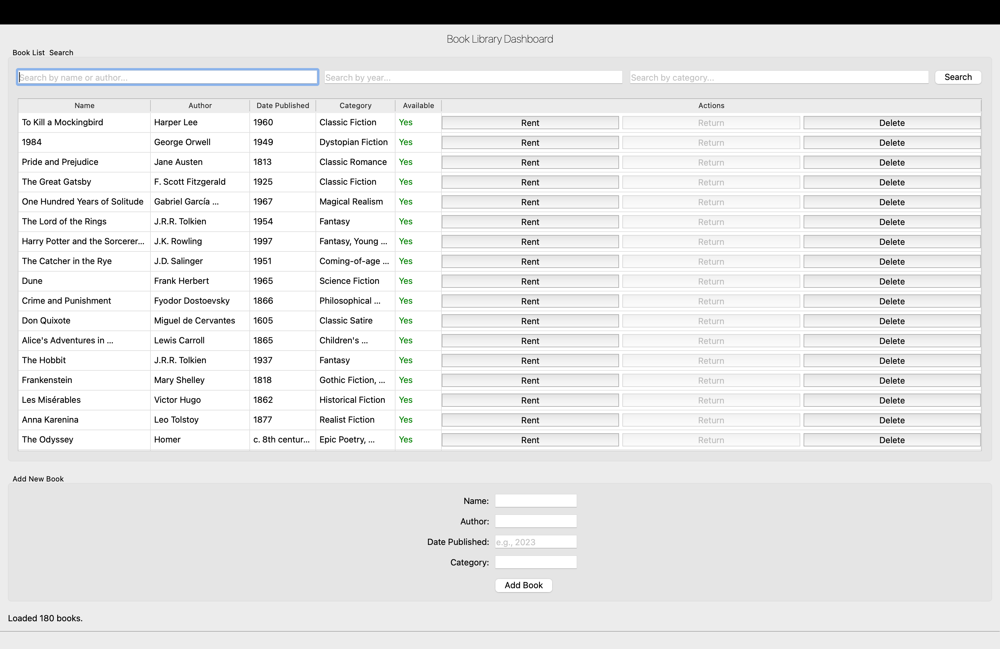 Book Library Dashboard
Book List Search
Search by name or author... Search by year... Search by category... Search
Name Author Date Published Category Available Actions
To Kill a Mockingbird Harper Lee 1960 Classic Fiction Yes Rent Return Delete
1984 George Orwell 1949 Dystopian Fiction Yes Rent Return Delete
Pride and Prejudice Jane Austen 1813 Classic Romance Yes Rent Return Delete
The Great Gatsby F. Scott Fitzgerald 1925 Classic Fiction Yes Rent Return Delete
One Hundred Years of Solitude Gabriel García ... 1967 Magical Realism Yes Rent Return Delete
The Lord of the Rings J.R.R. Tolkien 1954 Fantasy Yes Rent Return Delete
Harry Potter and the Sorcerer... J.K. Rowling 1997 Fantasy, Young ... Yes Rent Return Delete
The Catcher in the Rye J.D. Salinger 1951 Coming-of-age ... Yes Rent Return Delete
Dune Frank Herbert 1965 Science Fiction Yes Rent Return Delete
Crime and Punishment Fyodor Dostoevsky 1866 Philosophical ... Yes Rent Return Delete
Don Quixote Miguel de Cervantes 1605 Classic Satire Yes Rent Return Delete
Alice's Adventures in ... Lewis Carroll 1865 Children's ... Yes Rent Return Delete
The Hobbit J.R.R. Tolkien 1937 Fantasy Yes Rent Return Delete
Frankenstein Mary Shelley 1818 Gothic Fiction, ... Yes Rent Return Delete
Les Misérables Victor Hugo 1862 Historical Fiction Yes Rent Return Delete
Anna Karenina Leo Tolstoy 1877 Realist Fiction Yes Rent Return Delete
The Odyssey Homer c. 8th centur... Epic Poetry, ... Yes Rent Return Delete
Add New Book
Name:
Author:
Date Published: e.g., 2023
Category:
Add Book
Loaded 180 books.